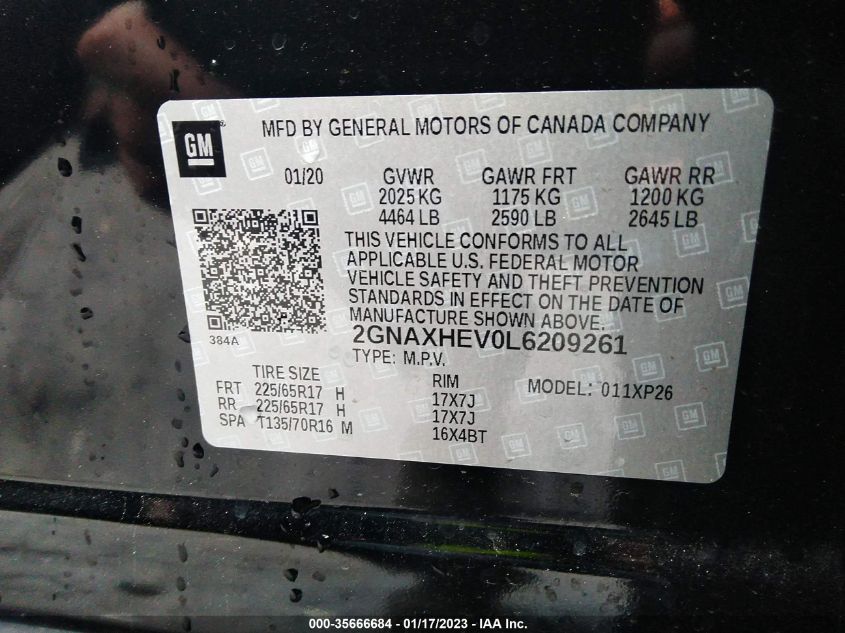 GM
MFD BY GENERAL MOTORS OF CANADA COMPANY
01/20 GVWR GAWR FRT GAWR RR
2025 KG 1175 KG 1200 KG
4464 LB 2590 LB 2645 LB
THIS VEHICLE CONFORMS TO ALL
APPLICABLE U.S. FEDERAL MOTOR
VEHICLE SAFETY AND THEFT PREVENTION
STANDARDS IN EFFECT ON THE DATE OF
MANUFACTURE SHOWN ABOVE.
384A
2GNAXHEV0L6209261
TYPE: M.P.V.
TIRE SIZE RIM MODEL: 011XP26
FRT 225/65R17 H 17X7J
RR 225/65R17 H 17X7J
SPA T135/70R16 M 16X4BT
000-35666684 - 01/17/2023 - IAA Inc.